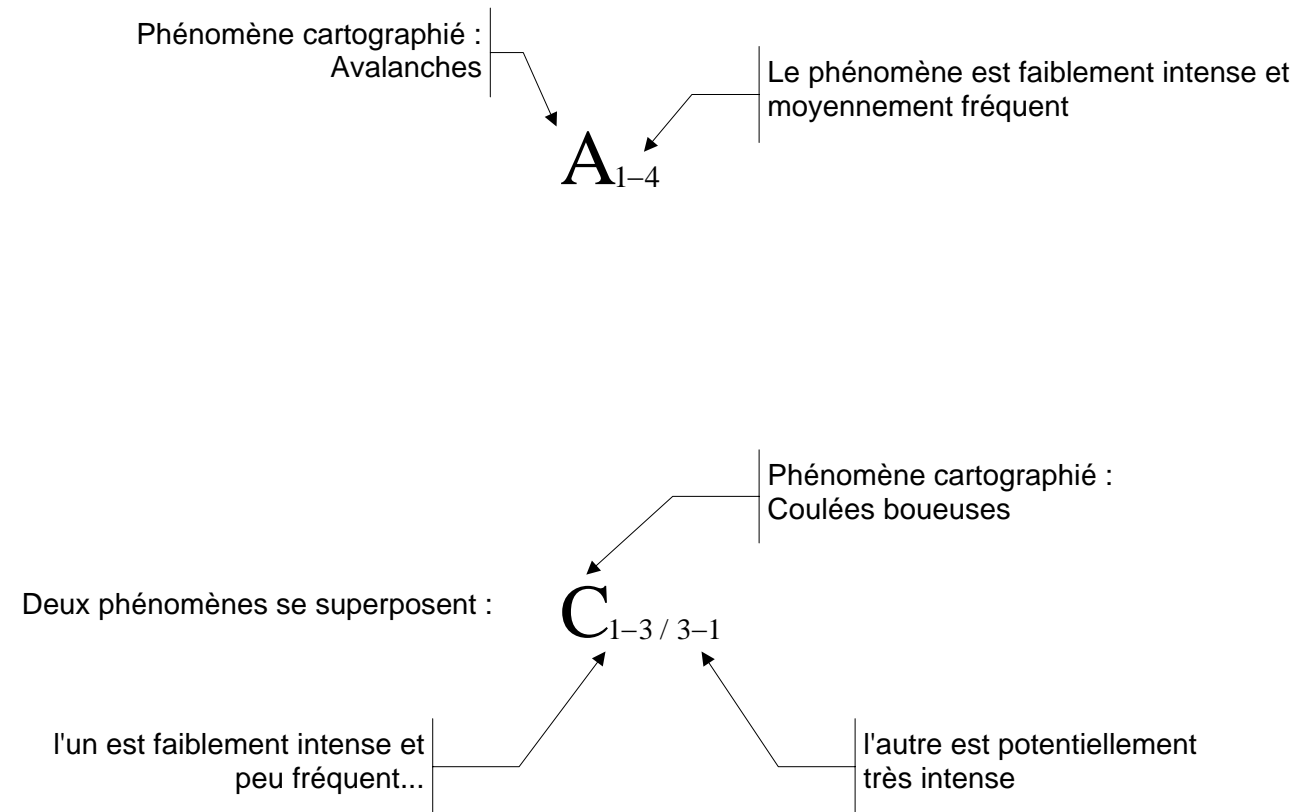 Phénomène cartographié :
Avalanches
Le phénomène est faiblement intense et
moyennement fréquent
A1–4
Phénomène cartographié :
Coulées boueuses
Deux phénomènes se superposent :
C1–3 / 3–1
l'un est faiblement intense et
peu fréquent...
l'autre est potentiellement
très intense